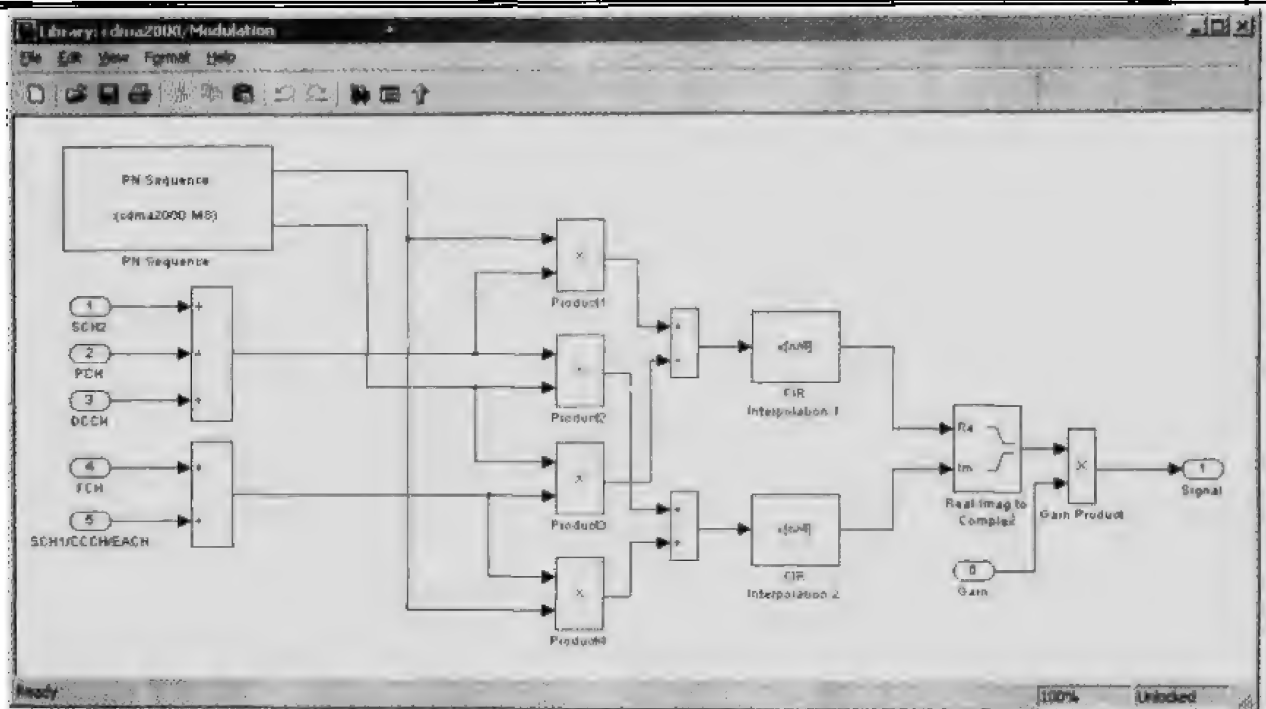 Library: cdma2000/Modulation
File Edit View Format Help
PN Sequence
(cdma2000 MS)
PN Sequence
1
SCH2
2
PCH
3
DCCH
4
FCH
5
SCH1/CCCH/EACH
×
Product1
×
Product2
×
Product3
×
Product4
+
-
+
+
+
+
+
+
+
x[n/4]
FIR
Interpolation 1
x[n/4]
FIR
Interpolation 2
Re
Im
Real-Imag to
Complex
×
Gain Product
Gain
1
Signal
Ready
100%
Unlocked